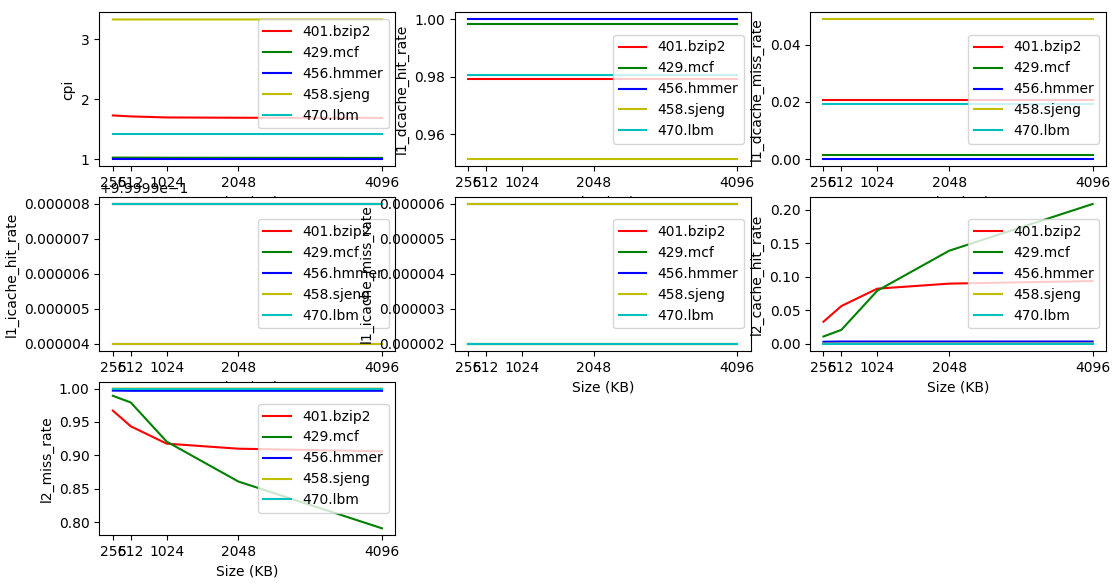 cpi
3
2
1
256
512
1024
2048
4096
401.bzip2
429.mcf
456.hmmer
458.sjeng
470.lbm
l1_dcache_hit_rate
1.00
0.98
0.96
256
512
1024
2048
4096
401.bzip2
429.mcf
456.hmmer
458.sjeng
470.lbm
l1_dcache_miss_rate
0.04
0.02
0.00
256
512
1024
2048
4096
401.bzip2
429.mcf
456.hmmer
458.sjeng
470.lbm
+9.9999e−1
l1_icache_hit_rate
0.000008
0.000007
0.000006
0.000005
0.000004
401.bzip2
429.mcf
456.hmmer
458.sjeng
470.lbm
l1_icache_miss_rate
0.000006
0.000005
0.000004
0.000003
0.000002
256
512
1024
2048
4096
Size (KB)
401.bzip2
429.mcf
456.hmmer
458.sjeng
470.lbm
l2_cache_hit_rate
0.20
0.15
0.10
0.05
0.00
256
512
1024
2048
4096
Size (KB)
401.bzip2
429.mcf
456.hmmer
458.sjeng
470.lbm
l2_miss_rate
1.00
0.95
0.90
0.85
0.80
256
512
1024
2048
4096
Size (KB)
401.bzip2
429.mcf
456.hmmer
458.sjeng
470.lbm